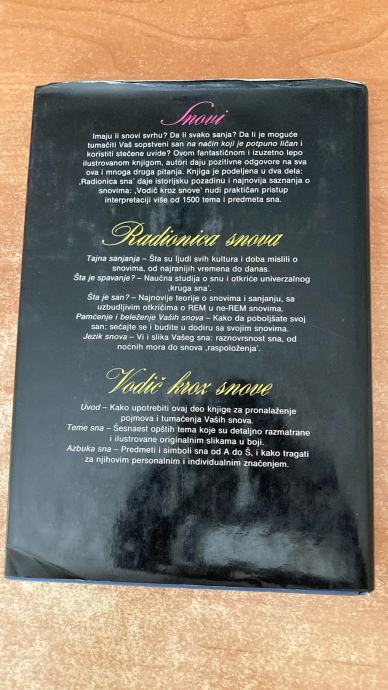 Snovi
Imaju li snovi svrhu? Da li svako sanja? Da li je moguće
tumačiti Vaš sopstveni san na način koji je potpuno ličan i
koristiti stečene uvide? Ovom fantastičnom i izuzetno lepo
ilustrovanom knjigom, autori daju pozitivne odgovore na sva
ova i mnoga druga pitanja. Knjiga je podeljena u dva dela:
‚Radionica sna’ daje istorijsku pozadinu i najnovija saznanja o
snovima; ‚Vodič kroz snove’ nudi praktičan pristup
interpretaciji više od 1500 tema i predmeta sna.
Radionica snova
Tajna sanjanja – Šta su ljudi svih kultura i doba mislili o
snovima, od najranijih vremena do danas.
Šta je spavanje? – Naučna studija o snu i otkriće univerzalnog
‚kruga sna’.
Šta je san? – Najnovije teorije o snovima i sanjanju, sa
uzbudljivim otkrićima o REM u ne-REM snovima.
Pamćenje i beleženje Vaših snova – Kako da poboljšate svoj
san; sećajte se i budite u dodiru sa svojim snovima.
Jezik snova – Vi i slika Vašeg sna: raznovrsnost sna, od
noćnih mora do snova ‚raspoloženja’.
Vodič kroz snove
Uvod – Kako upotrebiti ovaj deo knjige za pronalaženje
pojmova i tumačenja Vaših snova.
Teme sna – Šesnaest opštih tema koje su detaljno razmatrane
i ilustrovane originalnim slikama u boji.
Azbuka sna – Predmeti i simboli sna od A do Š, i kako tragati
za njihovim personalnim i individualnim značenjem.